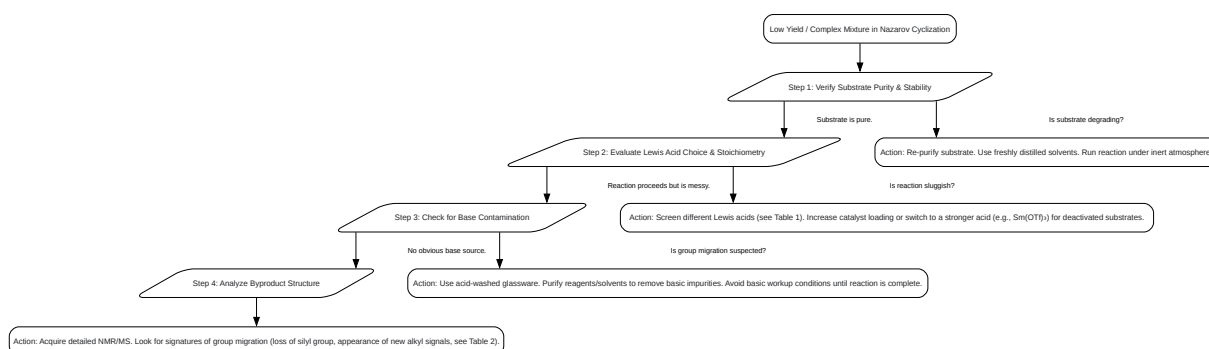 Low Yield / Complex Mixture in Nazarov Cyclization
Step 1: Verify Substrate Purity & Stability
Substrate is pure.
Is substrate degrading?
Step 2: Evaluate Lewis Acid Choice & Stoichiometry
Action: Re-purify substrate. Use freshly distilled solvents. Run reaction under inert atmosphere
Reaction proceeds but is messy.
Is reaction sluggish?
Step 3: Check for Base Contamination
Action: Screen different Lewis acids (see Table 1). Increase catalyst loading or switch to a stronger acid (e.g., Sm(OTf)₃) for deactivated substrates.
No obvious base source.
Is group migration suspected?
Step 4: Analyze Byproduct Structure
Action: Use acid-washed glassware. Purify reagents/solvents to remove basic impurities. Avoid basic workup conditions until reaction is complete.
Action: Acquire detailed NMR/MS. Look for signatures of group migration (loss of silyl group, appearance of new alkyl signals, see Table 2).